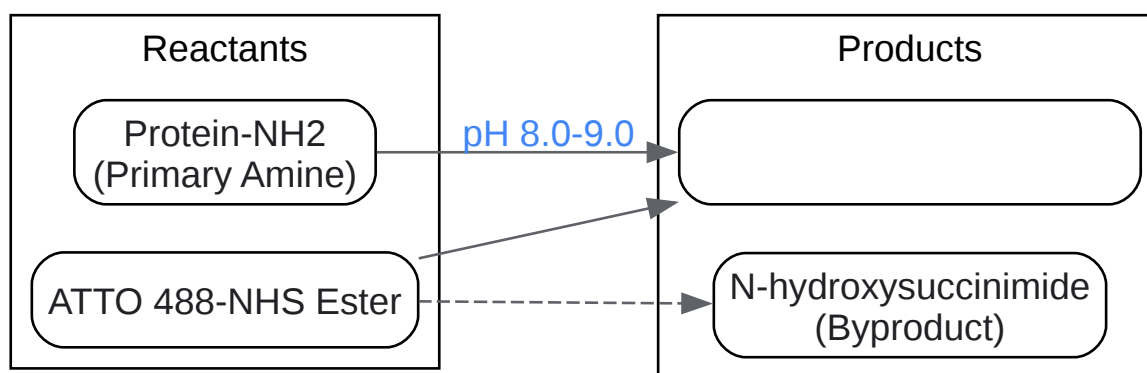 Reactants
Products
Protein-NH2
(Primary Amine)
pH 8.0-9.0
ATTO 488-NHS Ester
N-hydroxysuccinimide
(Byproduct)